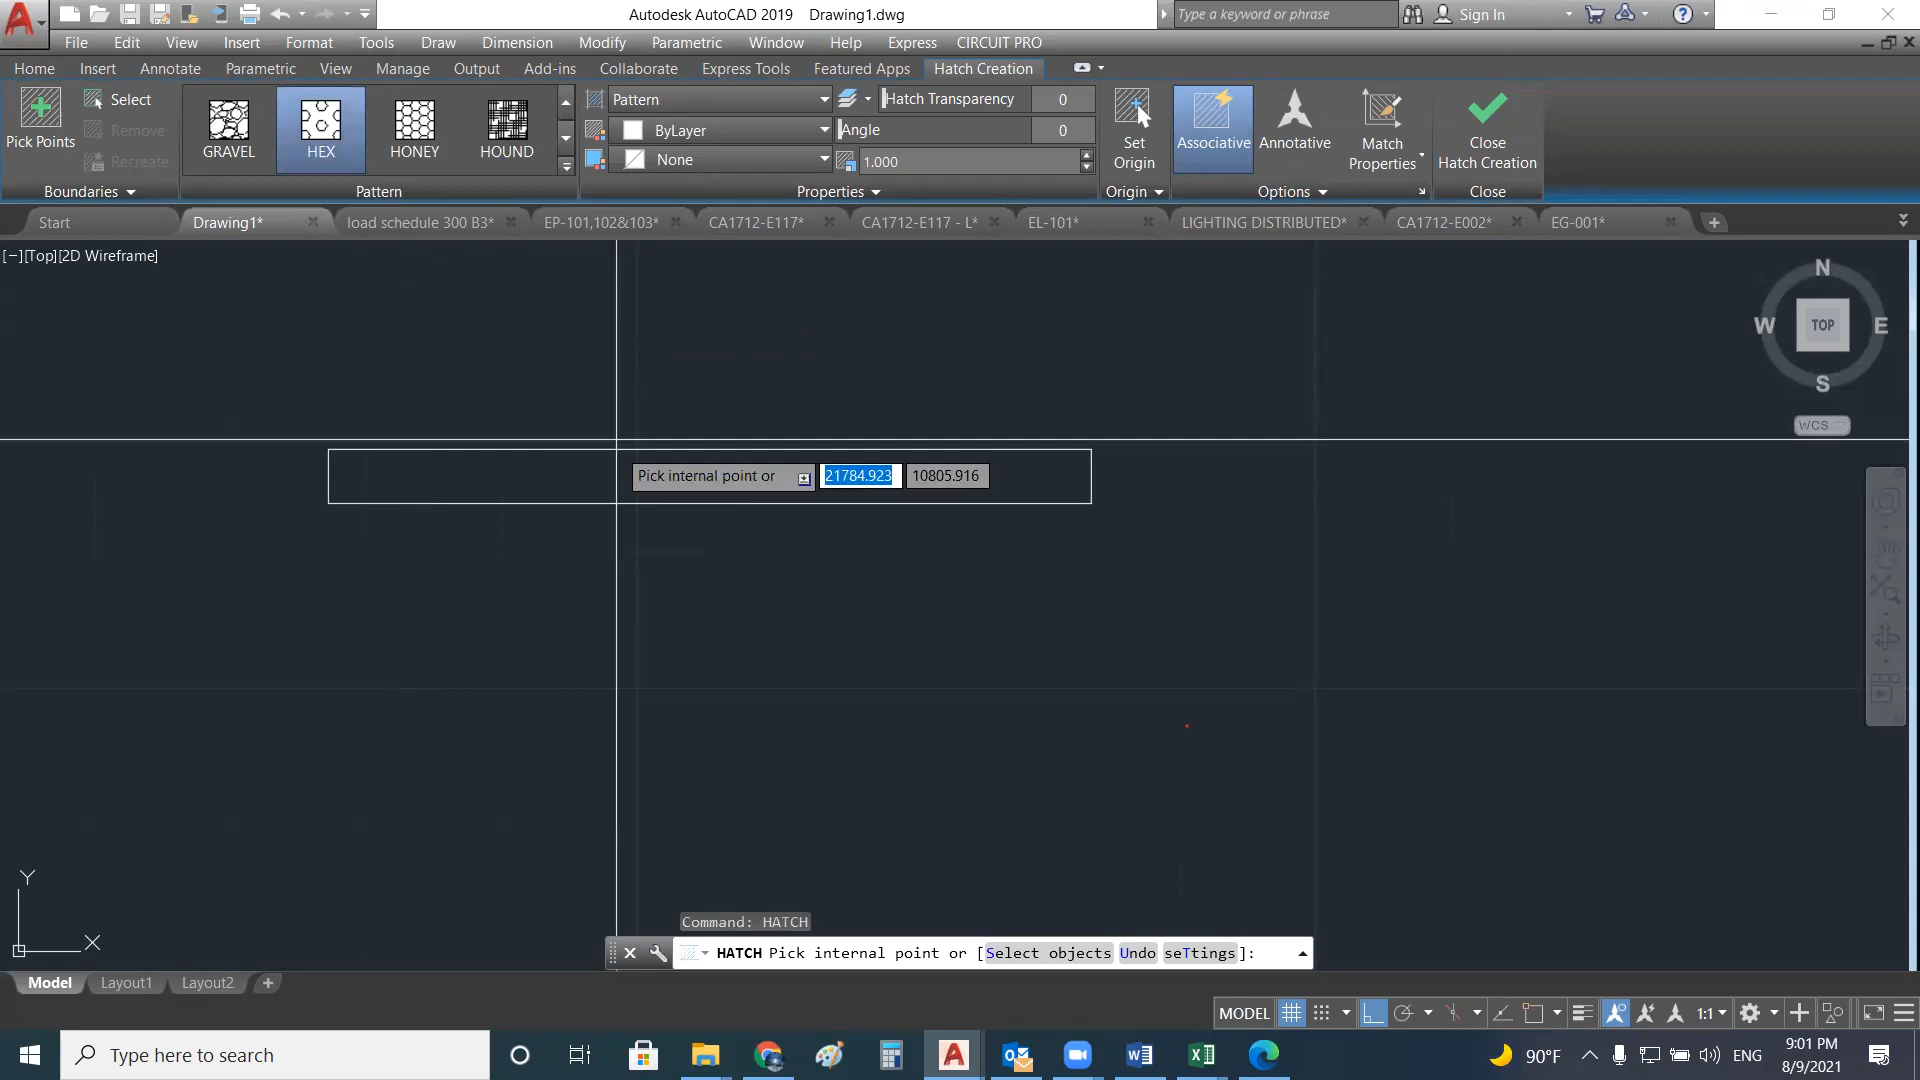 Autodesk AutoCAD 2019 Drawing1.dwg
Type a keyword or phrase
Sign In
File Edit View Insert Format Tools Draw Dimension Modify Parametric Window Help Express CIRCUIT PRO
Home Insert Annotate Parametric View Manage Output Add-ins Collaborate Express Tools Featured Apps Hatch Creation
Pick Points
Select
Remove
Recreate
Boundaries
GRAVEL HEX HONEY HOUND
Pattern
Pattern
ByLayer
None
Hatch Transparency 0
Angle 0
1.000
Properties
Set Origin
Origin
Associative Annotative Match Properties
Options
Close Hatch Creation
Close
Start Drawing1* load schedule 300 B3* EP-101,102&103* CA1712-E117* CA1712-E117 - L* EL-101* LIGHTING DISTRIBUTED* CA1712-E002* EG-001*
[−][Top][2D Wireframe]
N
W TOP E
S
WCS
Pick internal point or 21784.923 10805.916
Y
X
Command: HATCH
HATCH Pick internal point or [Select objects Undo seTtings]:
Model Layout1 Layout2
MODEL 1:1
Type here to search
90°F ENG 9:01 PM
8/9/2021